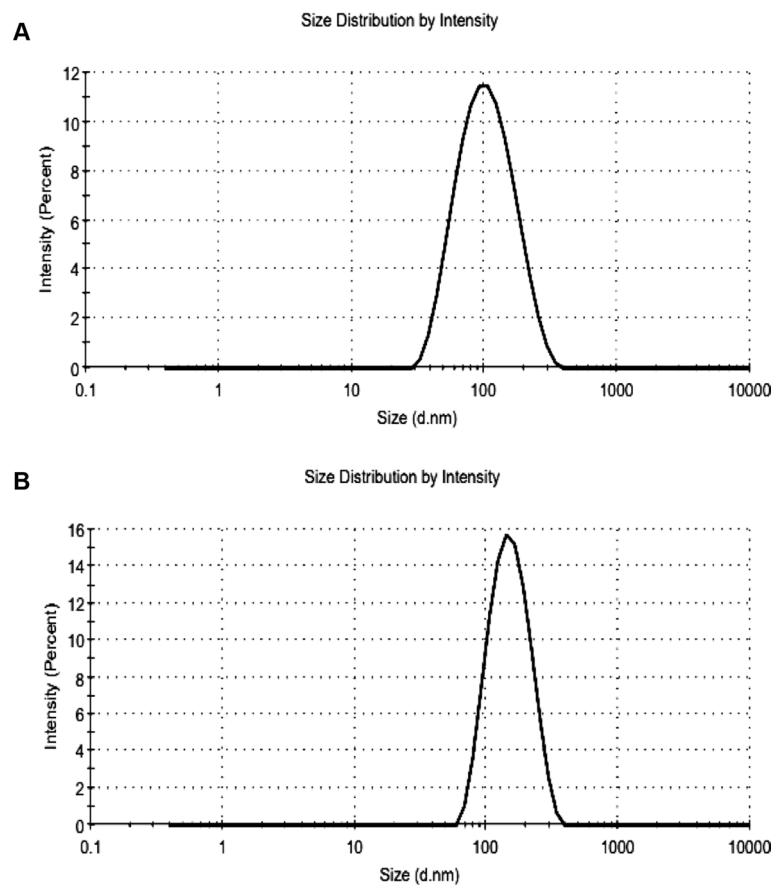 A
Size Distribution by Intensity
12
10
8
6
4
2
0
Intensity (Percent)
0.1 1 10 100 1000 10000
Size (d.nm)
B
Size Distribution by Intensity
16
14
12
10
8
6
4
2
0
Intensity (Percent)
0.1 1 10 100 1000 10000
Size (d.nm)